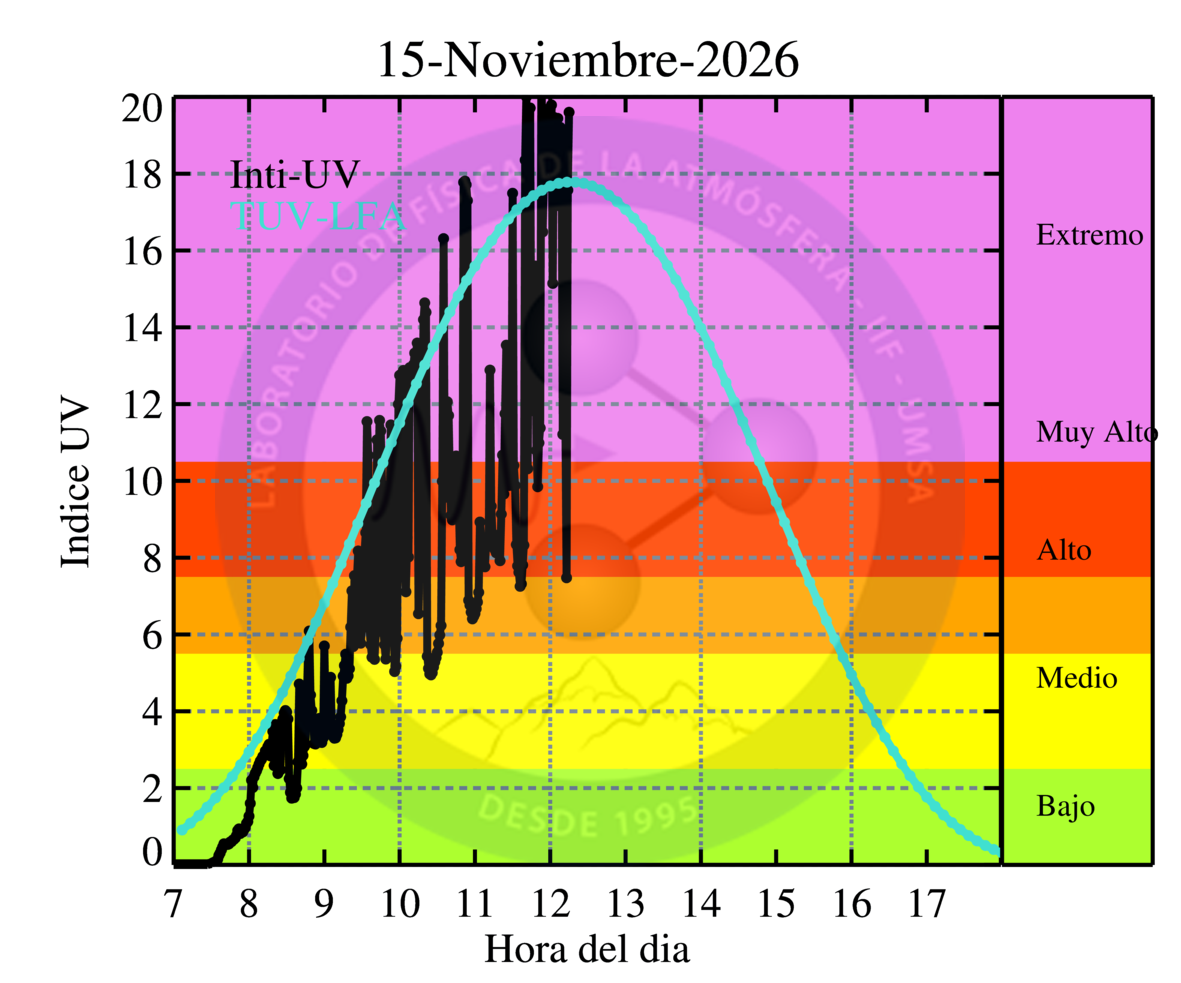 15-Noviembre-2026
Inti-UV
TUV-LFA
LABORATORIO DE FÍSICA DE LA ATMÓSFERA - IIF - UMSA
DESDE 1995
20
18
16
14
12
10
8
6
4
2
0
Indice UV
7 8 9 10 11 12 13 14 15 16 17
Hora del dia
Extremo
Muy Alto
Alto
Medio
Bajo